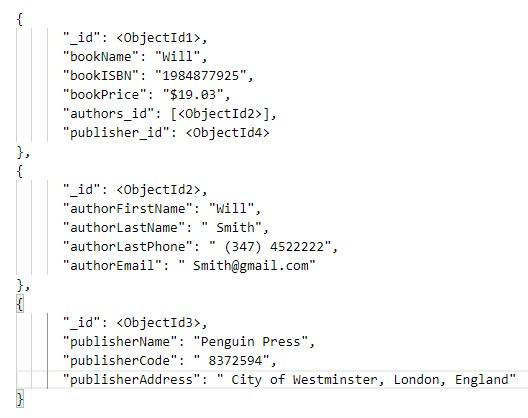 {
"_id": <ObjectId1>,
"bookName": "Will",
"bookISBN": "1984877925",
"bookPrice": "$19.03",
"authors_id": [<ObjectId2>],
"publisher_id": <ObjectId4>
},
{
"_id": <ObjectId2>,
"authorFirstName": "Will",
"authorLastName": " Smith",
"authorLastPhone": " (347) 4522222",
"authorEmail": " Smith@gmail.com"
},
{
"_id": <ObjectId3>,
"publisherName": "Penguin Press",
"publisherCode": " 8372594",
"publisherAddress": " City of Westminster, London, England"
}